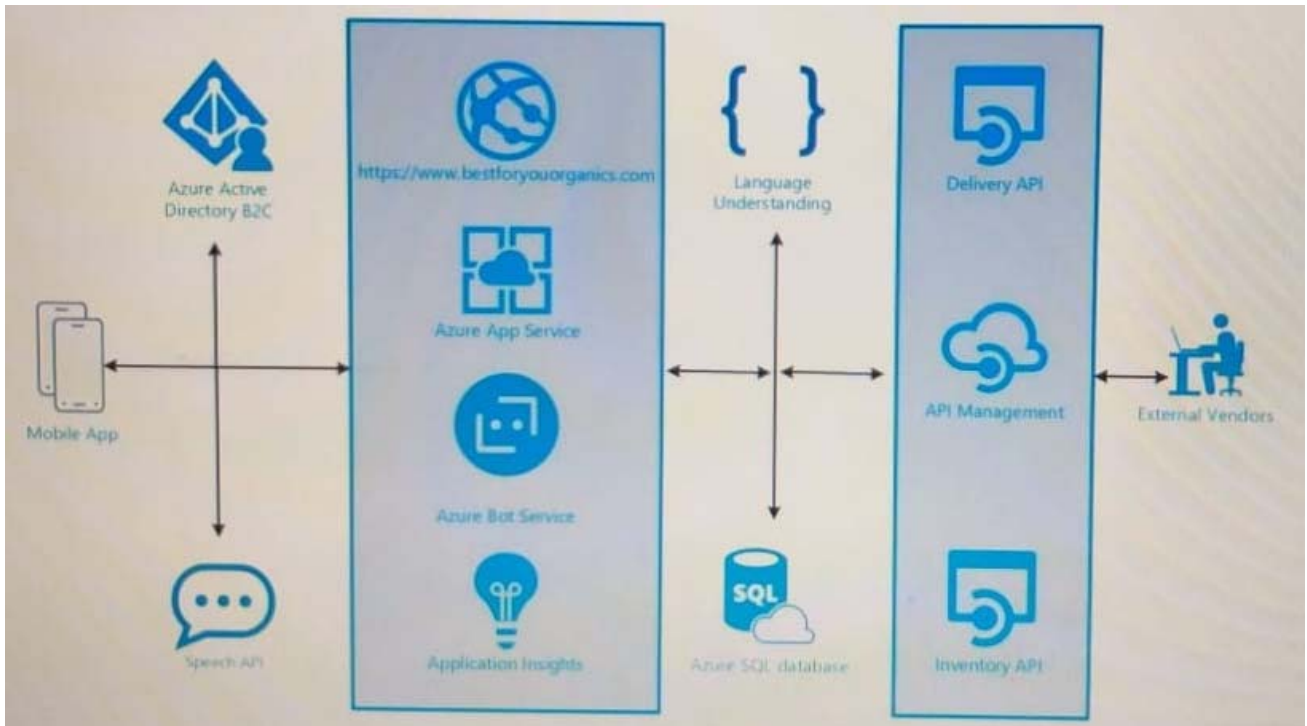 Azure Active
Directory B2C
https://www.bestforyouorganics.com
Language
Understanding
Delivery API
Azure App Service
Mobile App
API Management
External Vendors
Azure Bot Service
SQL
Speech API
Application Insights
Azure SQL database
Inventory API